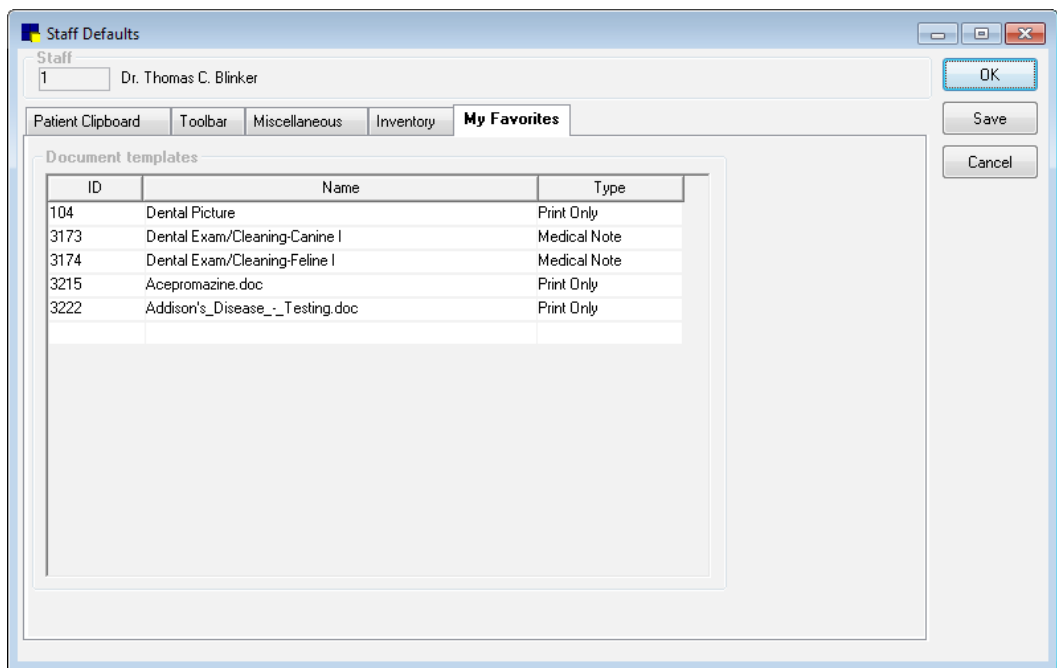 Staff Defaults
Staff
1 Dr. Thomas C. Blinker
OK
Patient Clipboard Toolbar Miscellaneous Inventory My Favorites
Save
Document templates
Cancel
ID Name Type
104 Dental Picture Print Only
3173 Dental Exam/Cleaning-Canine I Medical Note
3174 Dental Exam/Cleaning-Feline I Medical Note
3215 Acepromazine.doc Print Only
3222 Addison's_Disease_-_Testing.doc Print Only